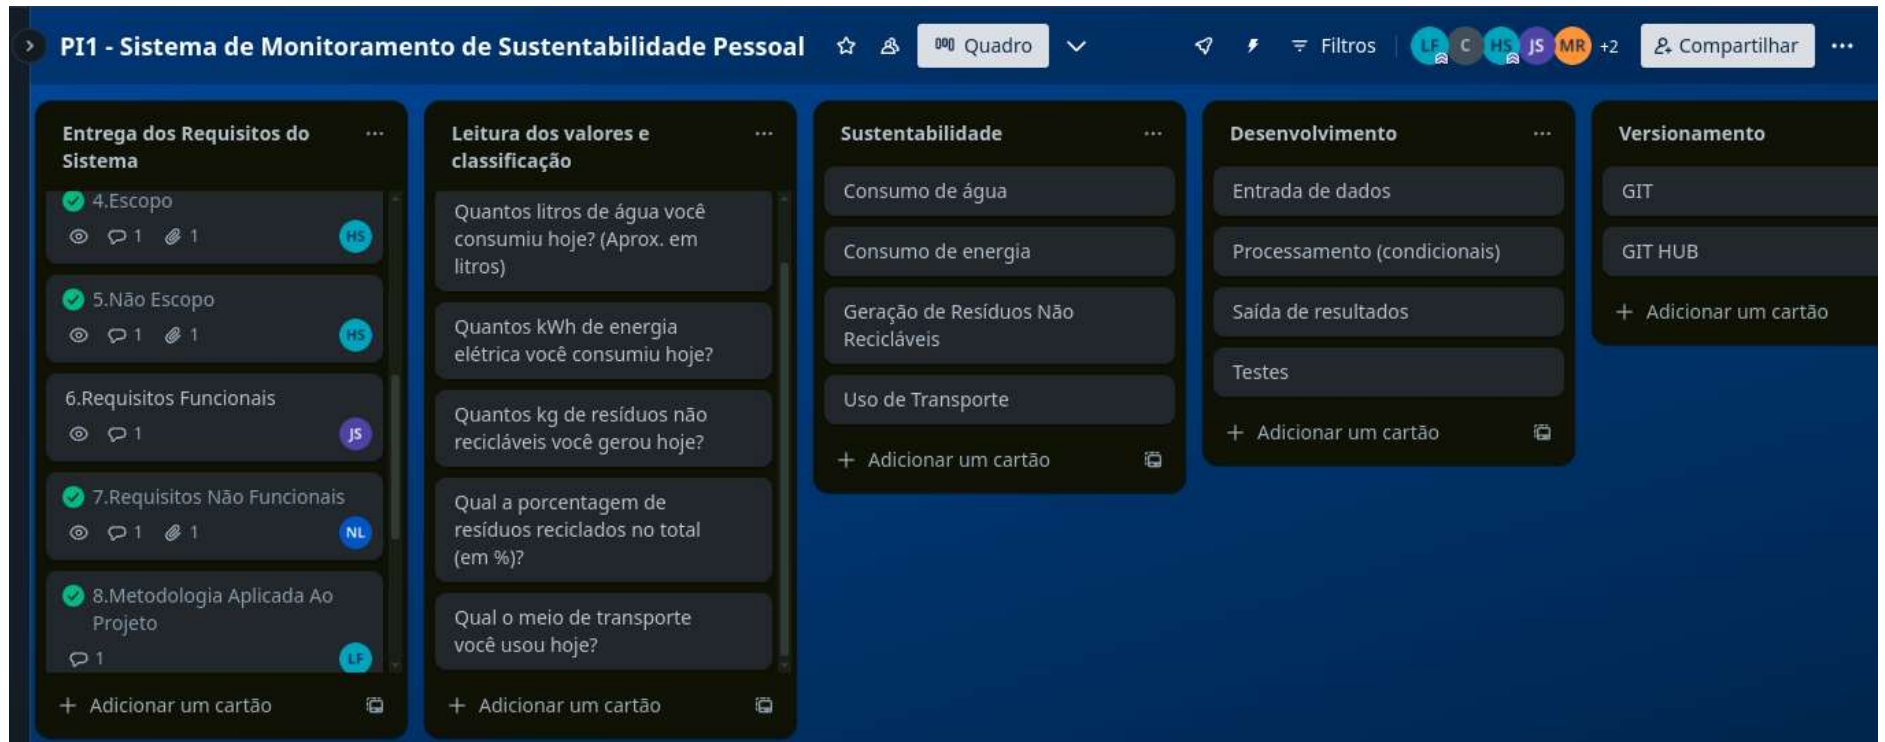 PI1 - Sistema de Monitoramento de Sustentabilidade Pessoal
Quadro
Filtros
LF
C
HS
JS
MR
+2
Compartilhar
Entrega dos Requisitos do
Sistema
4.Escopo
1
1
HS
5.Não Escopo
1
1
HS
6.Requisitos Funcionais
1
JS
7.Requisitos Não Funcionais
1
1
NL
8.Metodologia Aplicada Ao
Projeto
1
LF
+ Adicionar um cartão
Leitura dos valores e
classificação
Quantos litros de água você
consumiu hoje? (Aprox. em
litros)
Quantos kWh de energia
elétrica você consumiu hoje?
Quantos kg de resíduos não
recicláveis você gerou hoje?
Qual a porcentagem de
resíduos reciclados no total
(em %)?
Qual o meio de transporte
você usou hoje?
+ Adicionar um cartão
Sustentabilidade
Consumo de água
Consumo de energia
Geração de Resíduos Não
Recicláveis
Uso de Transporte
+ Adicionar um cartão
Desenvolvimento
Entrada de dados
Processamento (condicionais)
Saída de resultados
Testes
+ Adicionar um cartão
Versionamento
GIT
GIT HUB
+ Adicionar um cartão